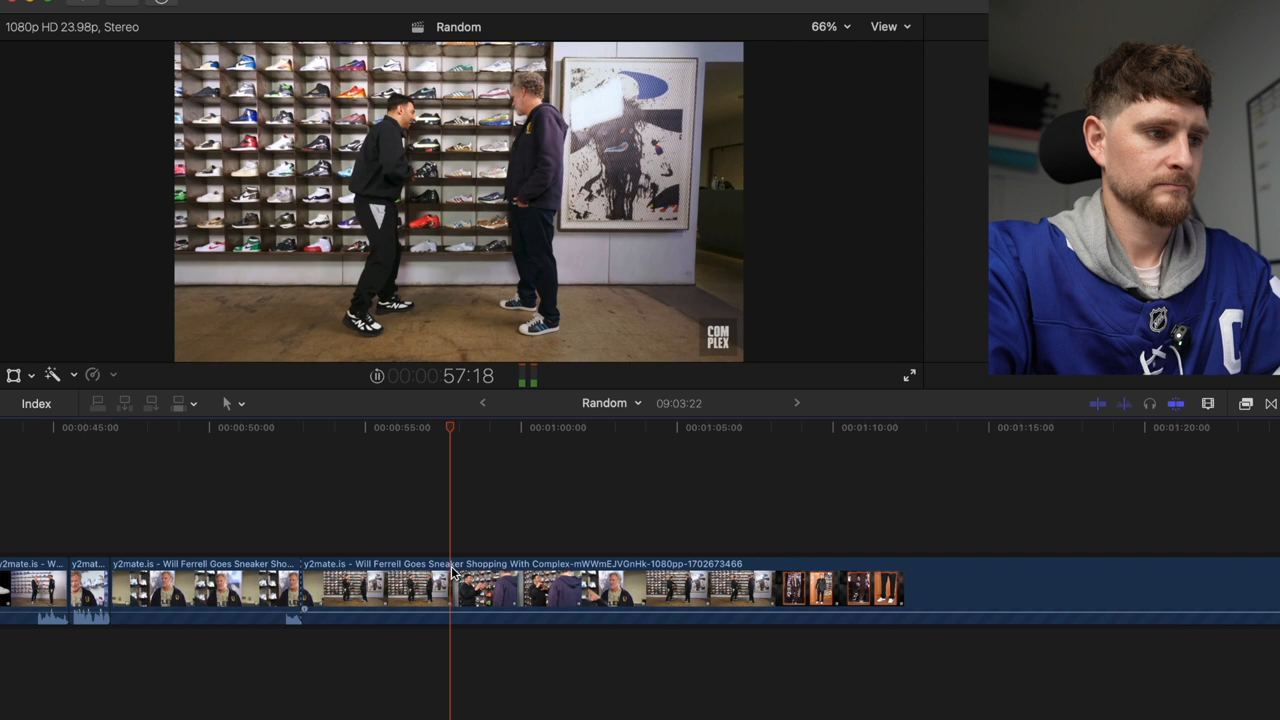 1080p HD 23.98p, Stereo
Random
66%
View
COM
PLEX
00:00:57:18
Index
Random
09:03:22
00:00:45:00
00:00:50:00
00:00:55:00
00:01:00:00
00:01:05:00
00:01:10:00
00:01:15:00
00:01:20:00
y2mate.is - W...
y2mat...
y2mate.is - Will Ferrell Goes Sneaker Sho...
y2mate.is - Will Ferrell Goes Sneaker Shopping With Complex-mWWmEJVGnHk-1080pp-1702673466
NHL
C